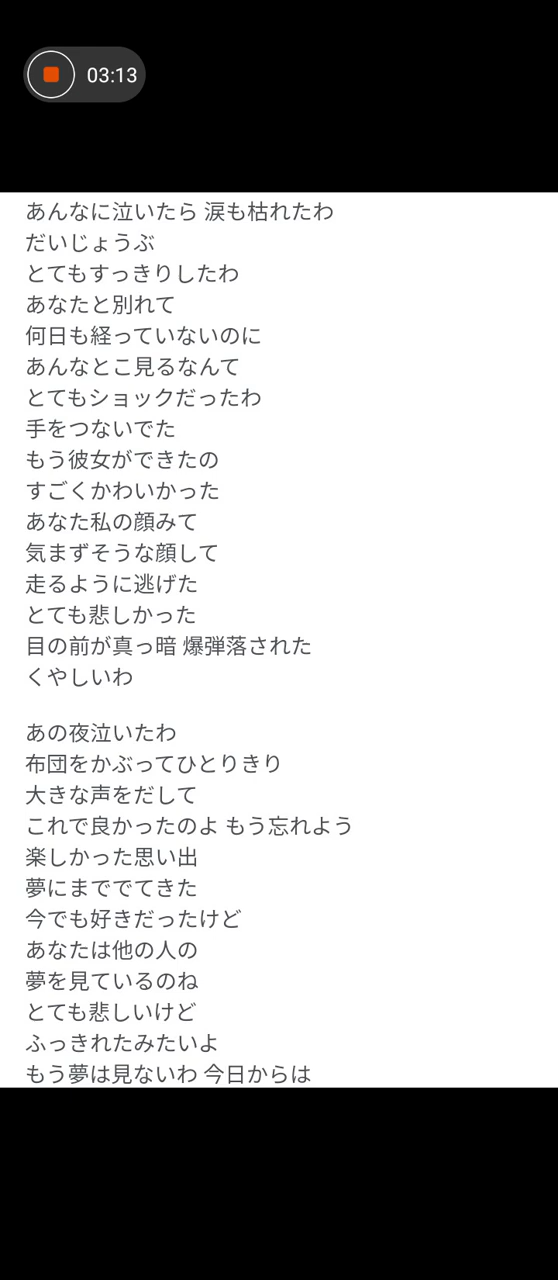 03:13
あんなに泣いたら 涙も枯れたわ
だいじょうぶ
とてもすっきりしたわ
あなたと別れて
何日も経っていないのに
あんなとこ見るなんて
とてもショックだったわ
手をつないでた
もう彼女ができたの
すごくかわいかった
あなた私の顔みて
気まずそうな顔して
走るように逃げた
とても悲しかった
目の前が真っ暗 爆弾落された
くやしいわ
あの夜泣いたわ
布団をかぶってひとりきり
大きな声をだして
これで良かったのよ もう忘れよう
楽しかった思い出
夢にまででてきた
今でも好きだったけど
あなたは他の人の
夢を見ているのね
とても悲しいけど
ふっきれたみたいよ
もう夢は見ないわ 今日からは